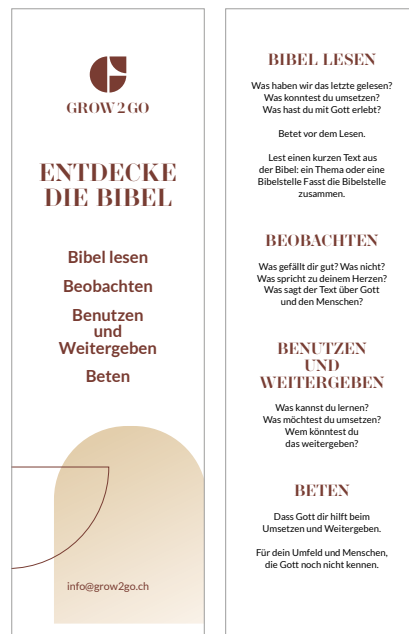 GROW2GO
ENTDECKE
DIE BIBEL
Bibel lesen
Beobachten
Benutzen
und
Weitergeben
Beten
info@grow2go.ch
BIBEL LESEN
Was haben wir das letzte gelesen?
Was konntest du umsetzen?
Was hast du mit Gott erlebt?
Betet vor dem Lesen.
Lest einen kurzen Text aus
der Bibel: ein Thema oder eine
Bibelstelle Fasst die Bibelstelle
zusammen.
BEOBACHTEN
Was gefällt dir gut? Was nicht?
Was spricht zu deinem Herzen?
Was sagt der Text über Gott
und den Menschen?
BENUTZEN
UND
WEITERGEBEN
Was kannst du lernen?
Was möchtest du umsetzen?
Wem könntest du
das weitergeben?
BETEN
Dass Gott dir hilft beim
Umsetzen und Weitergeben.
Für dein Umfeld und Menschen,
die Gott noch nicht kennen.